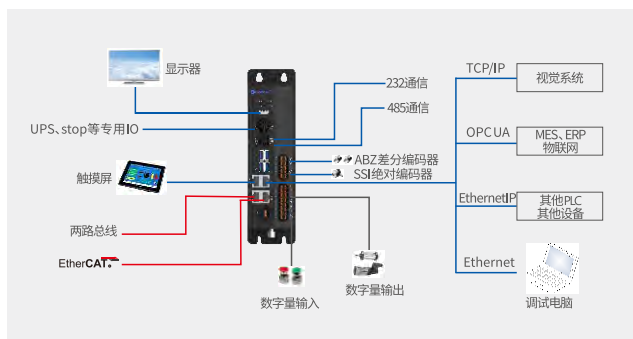 显示器
UPS、stop等专用IO
触摸屏
两路总线
EtherCAT
232通信
485通信
ABZ差分编码器
SSI绝对编码器
数字量输入
数字量输出
TCP/IP
视觉系统
OPC UA
MES、ERP
物联网
EthernetIP
其他PLC
其他设备
Ethernet
调试电脑